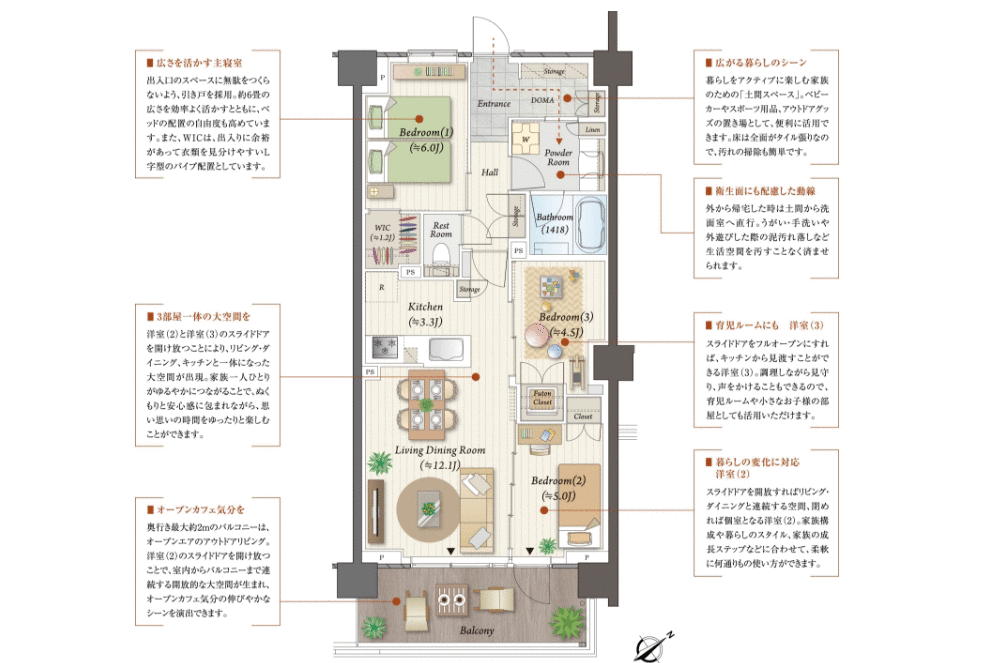 ■ 広さを活かす主寝室
出入口のスペースに無駄をつくら
ないよう、引き戸を採用。約6畳の
広さを効率よく活かすとともに、ベ
ッドの配置の自由度も高めていま
す。また、WICは、出入りに余裕
があって衣類を見分けやすいL
字型のパイプ配置としています。
■ 3部屋一体の大空間を
洋室(2)と洋室(3)のスライドドア
を開け放つことにより、リビング・ダ
イニング、キッチンと一体になった
大空間が出現。家族一人ひとり
がゆるやかにつながることで、ぬく
もりと安心感に包まれながら、思
い思いの時間をゆったりと楽しむ
ことができます。
■ オープンカフェ気分を
奥行き最大約2mのバルコニーは、
オープンエアのアウトドアリビング。
洋室(2)のスライドドアを開け放つ
ことで、室内からバルコニーまで連
続する開放的な大空間が生まれ、
オープンカフェ気分の伸びやかな
シーンを演出できます。
P
Bedroom(1)
(≒6.0J)
Entrance
Storage
DOMA
Storage
Linen
W
Powder
Room
Hall
Storage
Bathroom
(1418)
WIC
(≒1.2J)
Rest
Room
PS
PS
R
Storage
Kitchen
(≒3.3J)
Bedroom(3)
(≒4.5J)
PS
Futon
Closet
Closet
Living Dining Room
(≒12.1J)
Bedroom(2)
(≒5.0J)
P
P
Balcony
N
■ 広がる暮らしのシーン
暮らしをアクティブに楽しむ家族
のための「土間スペース」。ベビー
カーやスポーツ用品、アウトドアグッ
ズの置き場として、便利に活用で
きます。床は全面がタイル張りなの
で、汚れの掃除も簡単です。
■ 衛生面にも配慮した動線
外から帰宅した時は土間から洗
面室へ直行。うがい・手洗いや
外遊びした際の泥汚れ落しなど
生活空間を汚すことなく済ませ
られます。
■ 育児ルームにも 洋室(3)
スライドドアをフルオープンにすれ
ば、キッチンから見渡すことがで
きる洋室(3)。調理しながら見守
り、声をかけることもできるので、
育児ルームや小さなお子様の部
屋としても活用いただけます。
■ 暮らしの変化に対応
洋室(2)
スライドドアを開放すればリビング・
ダイニングと連続する空間、閉め
れば個室となる洋室(2)。家族構
成や暮らしのスタイル、家族の成
長ステップなどに合わせて、柔軟
に何通りもの使い方ができます。